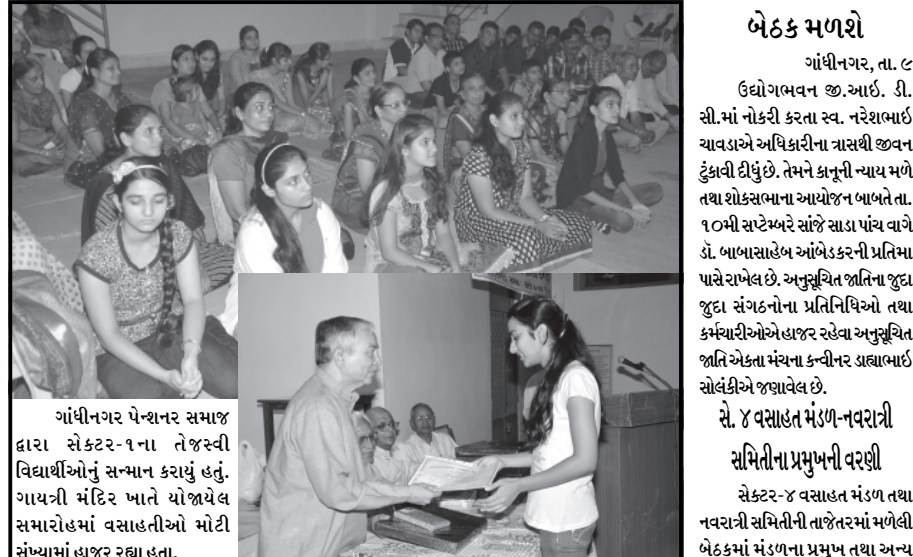 ગાંધીનગર પેન્શનર સમાજ
દ્વારા સેક્ટર-૧ના તેજસ્વી
વિદ્યાર્થીઓનું સન્માન કરાયું હતું.
ગાયત્રી મંદિર ખાતે યોજાયેલ
સમારોહમાં વસાહતીઓ મોટી
સંખ્યામાં હાજર રહ્યા હતા.
બેઠક મળશે
ગાંધીનગર, તા. ૯
ઉદ્યોગભવન જી.આઇ. ડી.
સી.માં નોકરી કરતા સ્વ. નરેશભાઇ
ચાવડાએ અધિકારીના ત્રાસથી જીવન
ટુંકાવી દીધું છે. તેમને કાનૂની ન્યાય મળે
તથા શોકસભાના આયોજન બાબતે તા.
૧૦મી સપ્ટેમ્બરે સાંજે સાડા પાંચ વાગે
ડૉ. બાબાસાહેબ આંબેડકરની પ્રતિમા
પાસે રાખેલ છે. અનુસૂચિત જાતિના જુદા
જુદા સંગઠનોના પ્રતિનિધિઓ તથા
કર્મચારીઓએ હાજર રહેવા અનુસૂચિત
જાતિ એકતા મંચના કન્વીનર ડાહ્યાભાઇ
સોલંકીએ જણાવેલ છે.
સે. ૪ વસાહત મંડળ-નવરાત્રી
સમિતીના પ્રમુખની વરણી
સેક્ટર-૪ વસાહત મંડળ તથા
નવરાત્રી સમિતીની તાજેતરમાં મળેલી
બેઠકમાં મંડળના પ્રમુખ તથા અન્ય